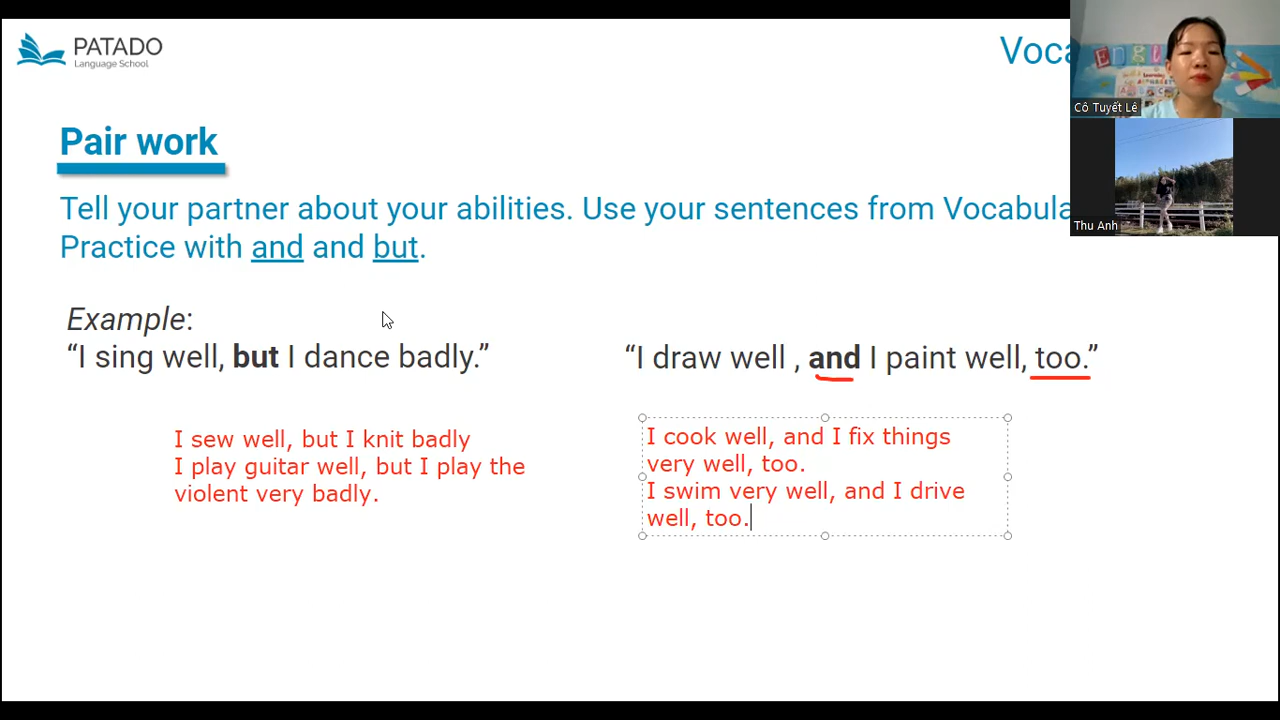 PATADO
Language School
Voca
Cô Tuyết Lê
Pair work
Tell your partner about your abilities. Use your sentences from Vocabula
Thu Anh
Practice with and and but.
Example:
“I sing well, but I dance badly.”
“I draw well , and I paint well, too.”
I sew well, but I knit badly
I play guitar well, but I play the
violent very badly.
I cook well, and I fix things
very well, too.
I swim very well, and I drive
well, too.